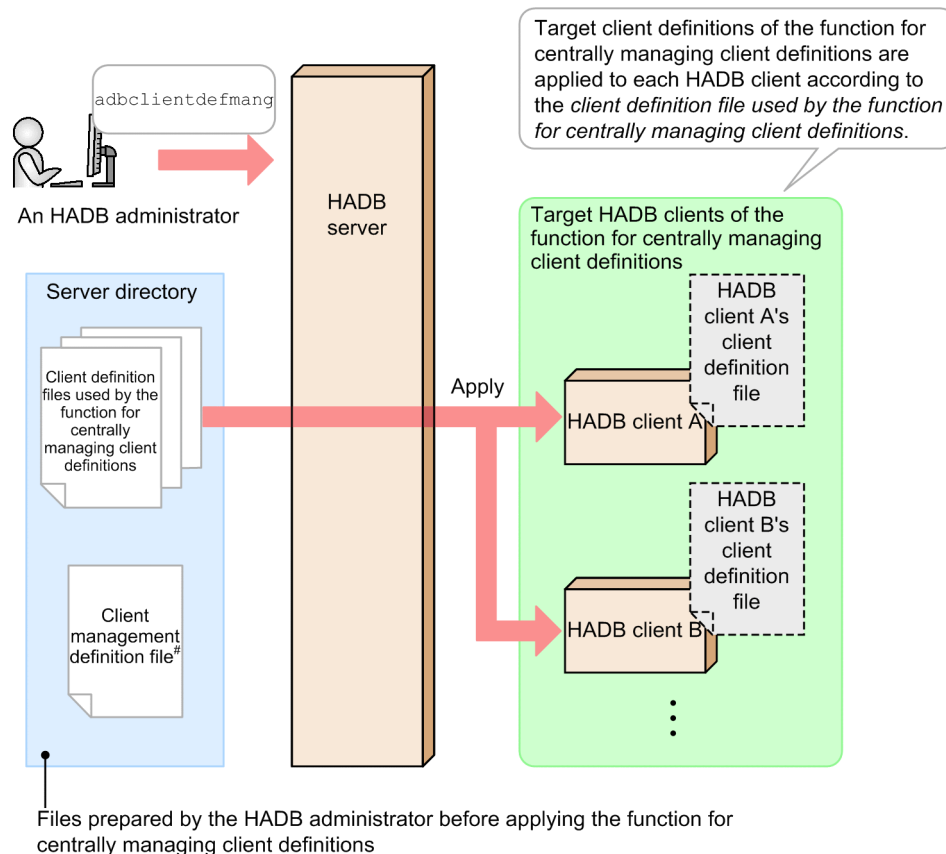 Target client definitions of the function for
centrally managing client definitions are
applied to each HADB client according to
the client definition file used by the function
for centrally managing client definitions.
adbclientdefmang
An HADB administrator
HADB
server
Target HADB clients of the
function for centrally managing
client definitions
Server directory
Client definition
files used by the
function for
centrally
managing client
definitions
Apply
HADB
client A's
client
definition
file
HADB client A
HADB
client B's
client
definition
file
HADB client B
Client
management
definition file#
Files prepared by the HADB administrator before applying the function for
centrally managing client definitions